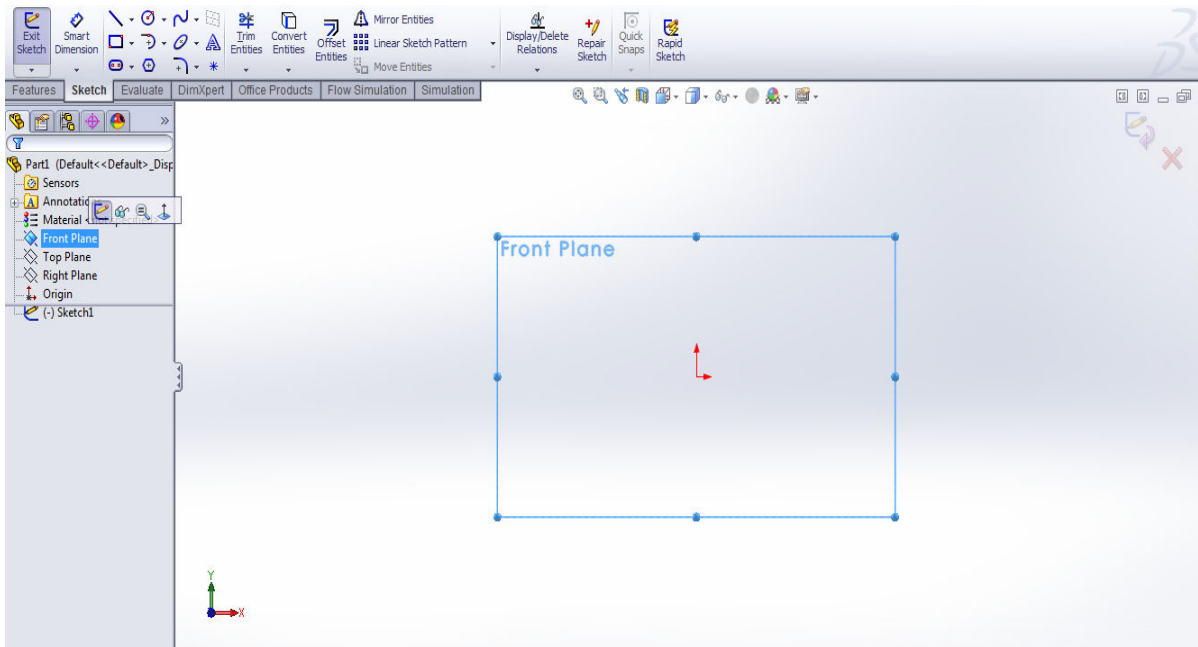 Exit Sketch
Smart Dimension
Trim Entities
Convert Entities
Offset Entities
Mirror Entities
Linear Sketch Pattern
Move Entities
Display/Delete Relations
Repair Sketch
Quick Snaps
Rapid Sketch
Features Sketch Evaluate DimXpert Office Products Flow Simulation Simulation
Part1 (Default<<Default>_Disp
Sensors
Annotatio
Material <
Front Plane
Top Plane
Right Plane
Origin
(-) Sketch1
Front Plane
Y
X